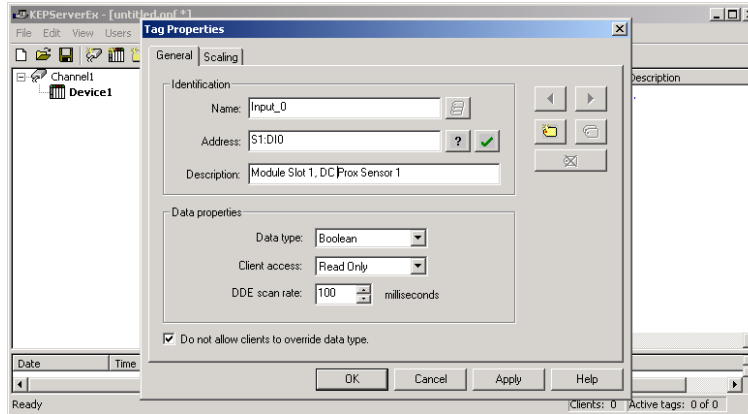 KEPServerEx - [untitled.opf *]
File Edit View Users
Tag Properties
General Scaling
Channel1
Device1
Description
Identification
Name: Input_0
Address: S1:DI0 ?
Description: Module Slot 1, DC Prox Sensor 1
Data properties
Data type: Boolean
Client access: Read Only
DDE scan rate: 100 milliseconds
Do not allow clients to override data type.
Date Time
OK Cancel Apply Help
Ready Clients: 0 Active tags: 0 of 0